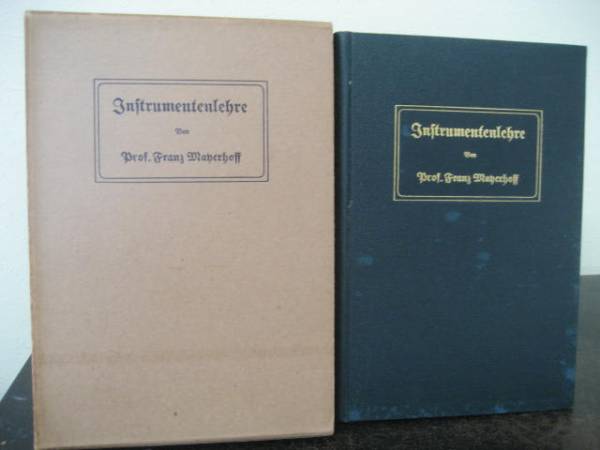 Instrumentenlehre
Von
Prof. Franz Mayerhoff
Instrumentenlehre
Von
Prof. Franz Mayerhoff